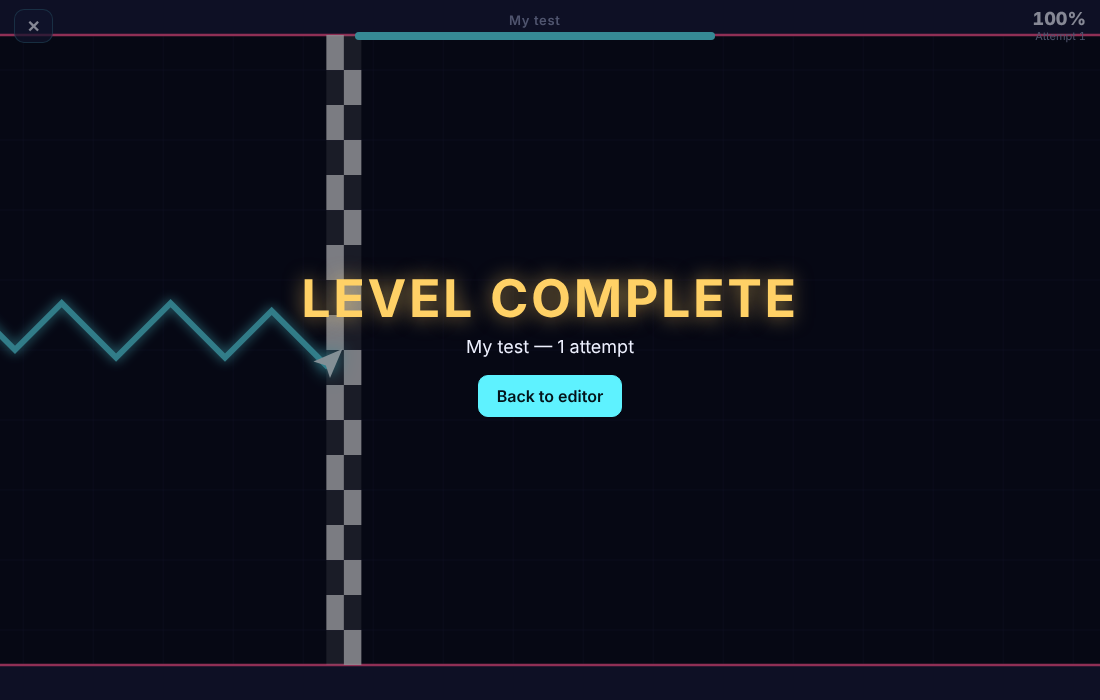 ✕
My test
100%
Attempt 1
LEVEL COMPLETE
My test — 1 attempt
Back to editor